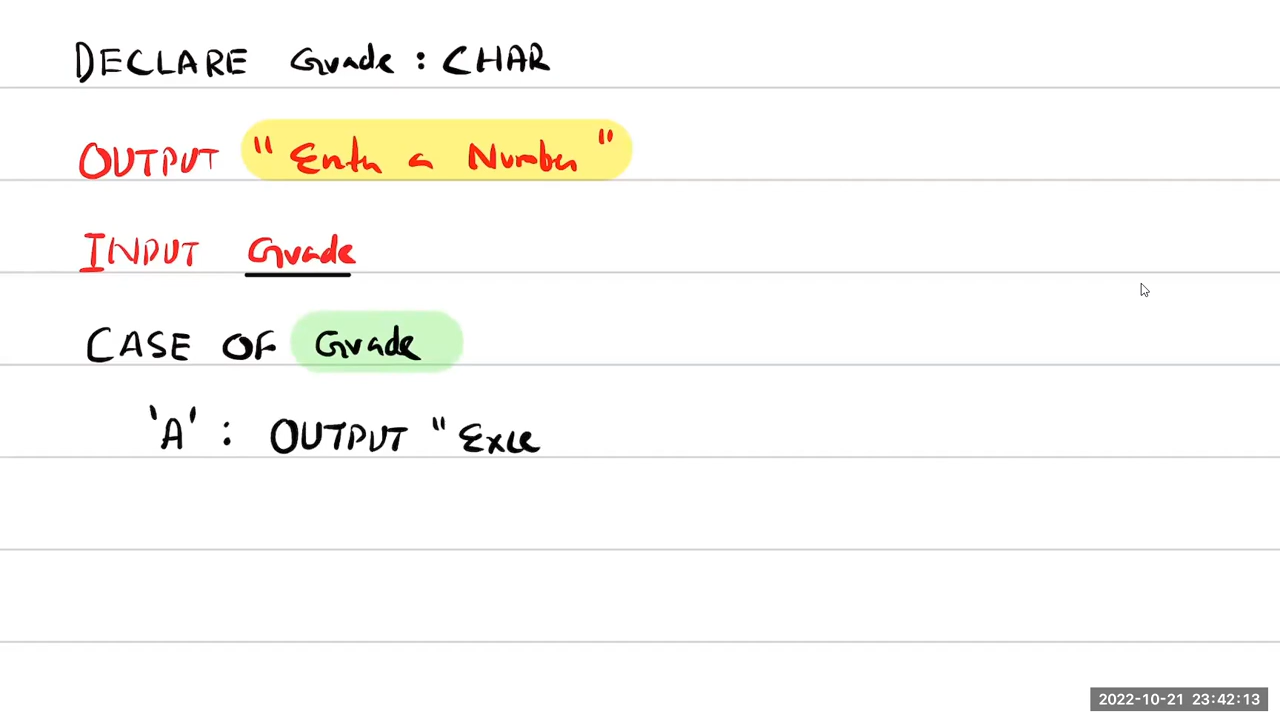 DECLARE Grade : CHAR
OUTPUT "Enter a Number"
INPUT Grade
CASE OF Grade
'A' : OUTPUT "Exce
2022-10-21 23:42:13